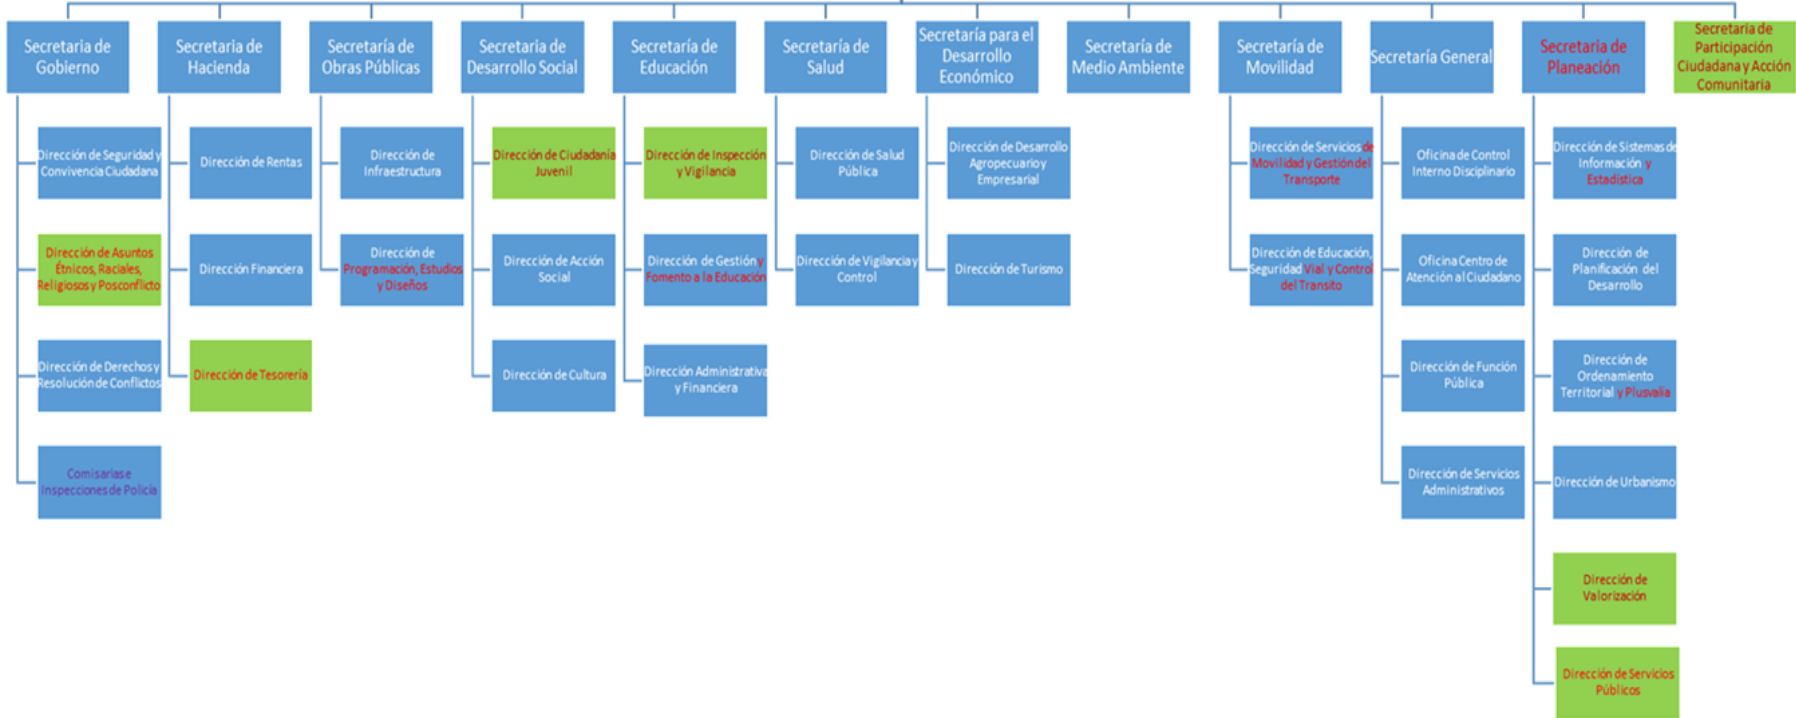 Secretaria de
Gobierno
Secretaria de
Hacienda
Secretaría de
Obras Públicas
Secretaria de
Desarrollo Social
Secretaría de
Educación
Secretaría de
Salud
Secretaría para el
Desarrollo
Económico
Secretaría de
Medio Ambiente
Secretaría de
Movilidad
Secretaría General
Secretaria de
Planeación
Secretaria de
Participación
Ciudadana y Acción
Comunitaria
Dirección de Seguridad y
Convivencia Ciudadana
Dirección de Asuntos
Étnicos, Raciales,
Religiosos y Posconflicto
Dirección de Derechos y
Resolución de Conflictos
Comisarias e
Inspecciones de Policía
Dirección de Rentas
Dirección Financiera
Dirección de Tesorería
Dirección de
Infraestructura
Dirección de
Programación, Estudios
y Diseños
Dirección de Ciudadanía
Juvenil
Dirección de Acción
Social
Dirección de Cultura
Dirección de Inspección
y Vigilancia
Dirección de Gestión y
Fomento a la Educación
Dirección Administrativa
y Financiera
Dirección de Salud
Pública
Dirección de Vigilancia y
Control
Dirección de Desarrollo
Agropecuario y
Empresarial
Dirección de Turismo
Dirección de Servicios de
Movilidad y Gestión del
Transporte
Dirección de Educación,
Seguridad Vial y Control
del Transito
Oficina de Control
Interno Disciplinario
Oficina Centro de
Atención al Ciudadano
Dirección de Función
Pública
Dirección de Servicios
Administrativos
Dirección de Sistemas de
Información y
Estadística
Dirección de
Planificación del
Desarrollo
Dirección de
Ordenamiento
Territorial y Plusvalía
Dirección de Urbanismo
Dirección de
Valorización
Dirección de Servicios
Públicos